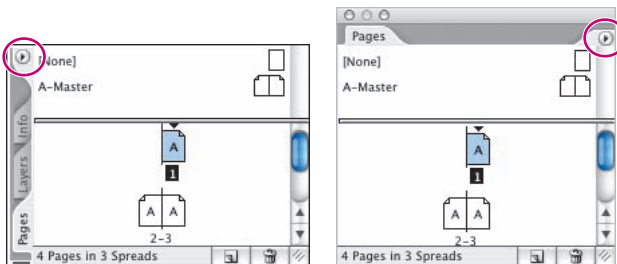 [None]
A-Master
Info
Layers
Pages
A
1
A A
2-3
4 Pages in 3 Spreads
Pages
[None]
A-Master
A
1
A A
2-3
4 Pages in 3 Spreads